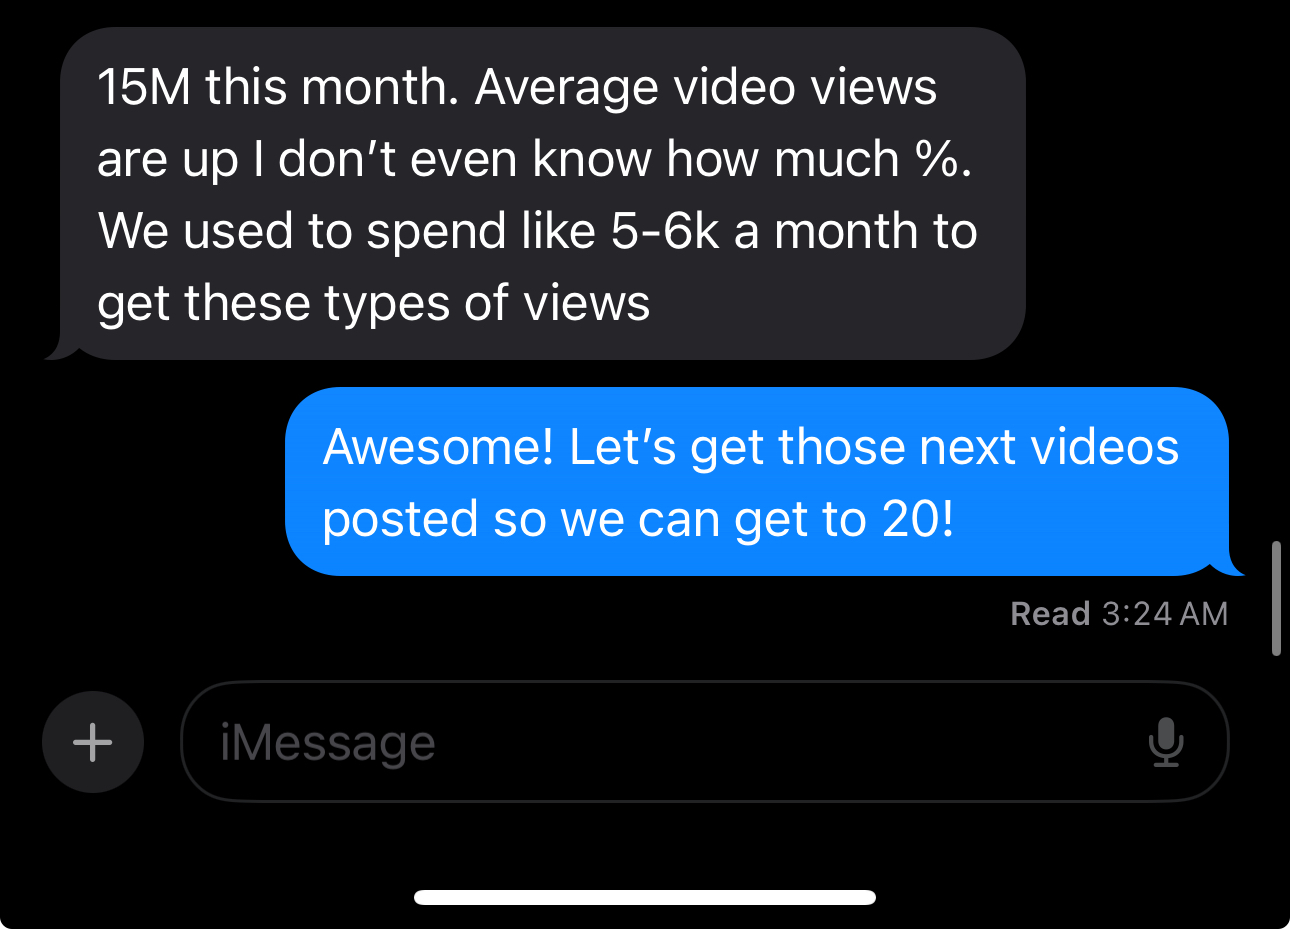 15M this month. Average video views
are up I don’t even know how much %.
We used to spend like 5-6k a month to
get these types of views
Awesome! Let’s get those next videos
posted so we can get to 20!
Read 3:24 AM
iMessage